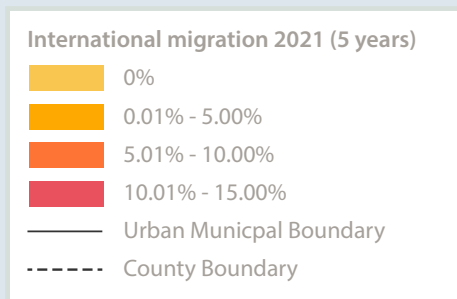 International migration 2021 (5 years)
0%
0.01% - 5.00%
5.01% - 10.00%
10.01% - 15.00%
Urban Municpal Boundary
County Boundary